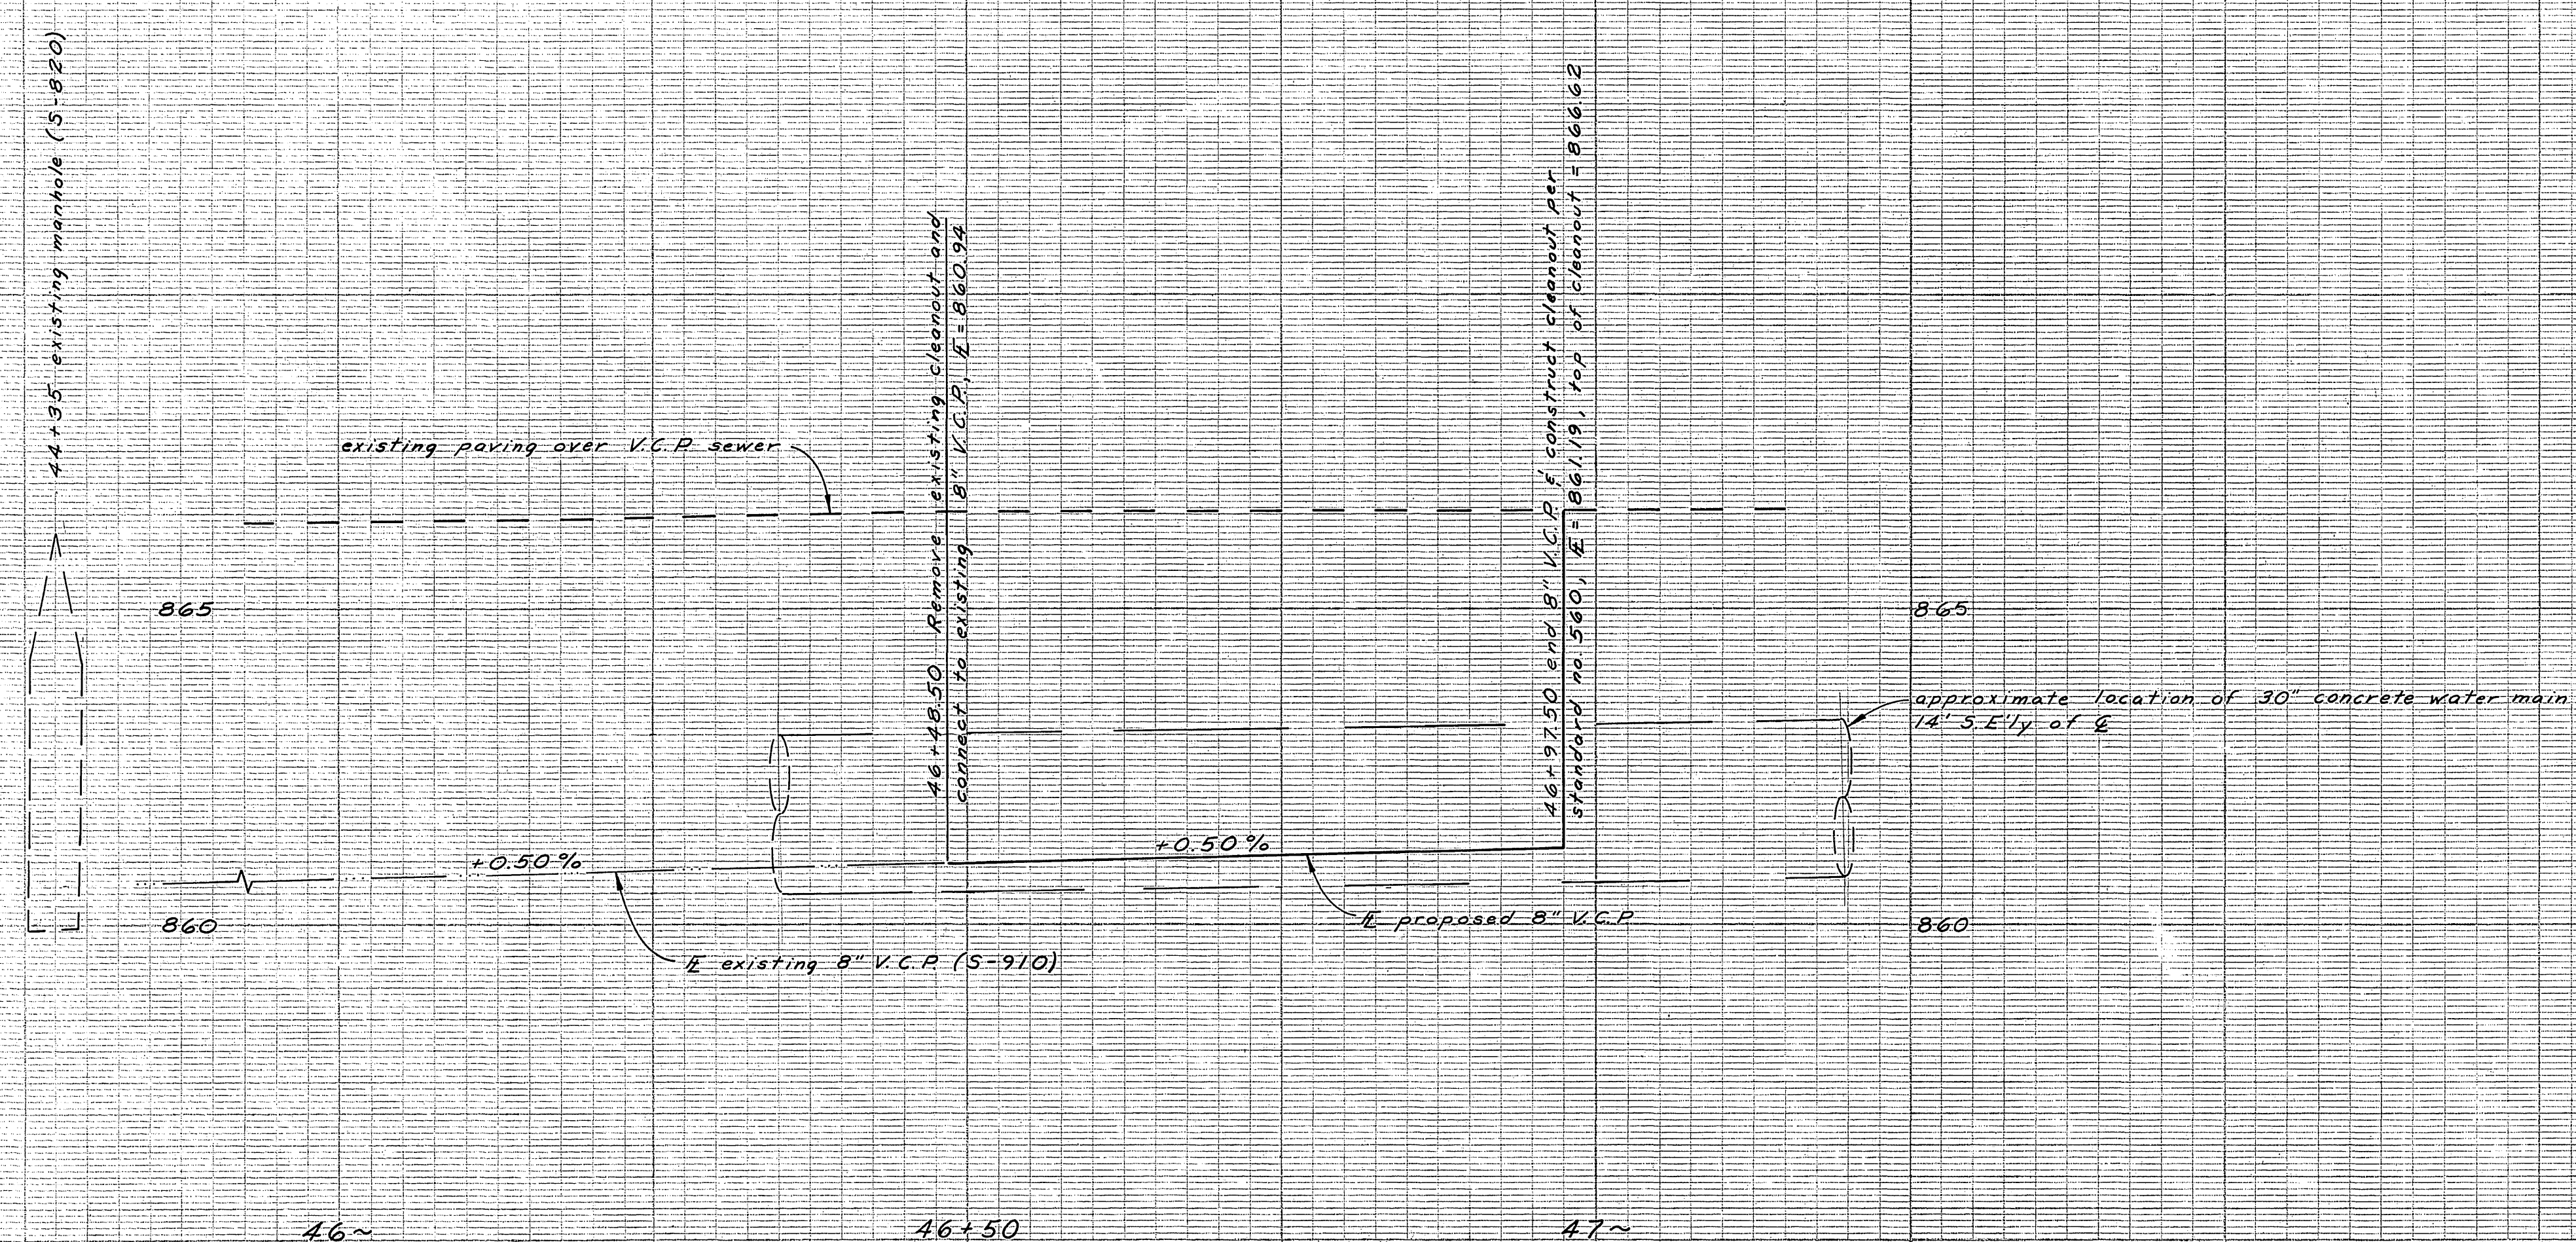 44+35 existing manhole (S-820)
46+48.50 Remove existing cleanout and
connect to existing 8" V.C.P., F̵L = 860.94
46+97.50 end 8" V.C.P. & construct cleanout per
standard no. 560, F̵L = 861.19, top of cleanout = 866.62
existing paving over V.C.P. sewer
865
865
approximate location of 30" concrete water main
14' S.E'ly of ℄
+0.50%
+0.50%
860
F̵L proposed 8" V.C.P.
860
F̵L existing 8" V.C.P. (S-910)
46~
46+50
47~